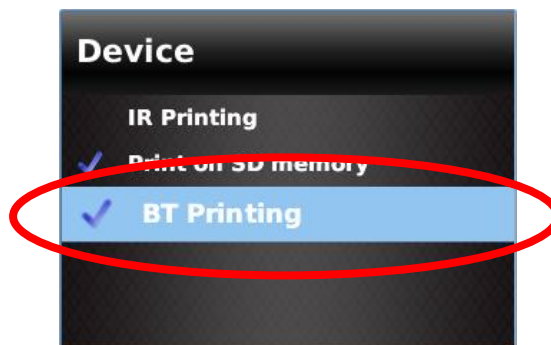 Device
IR Printing
Print on SD memory
BT Printing